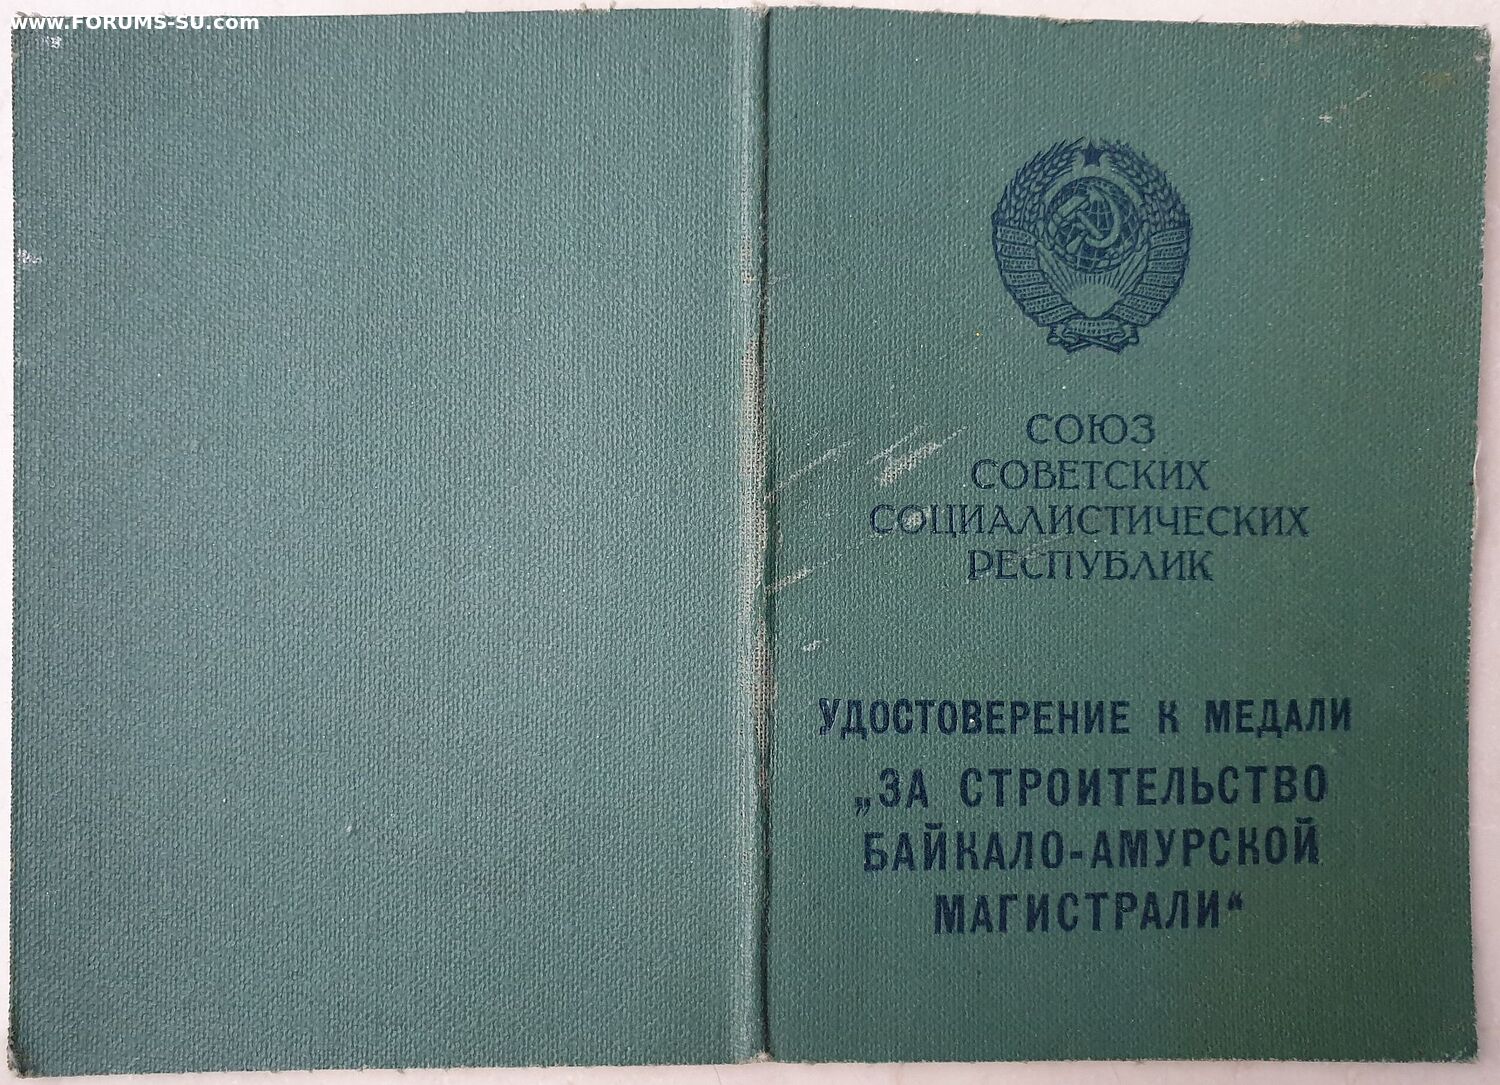 www.FORUMS-SU.com
СОЮЗ
СОВЕТСКИХ
СОЦИАЛИСТИЧЕСКИХ
РЕСПУБЛИК
УДОСТОВЕРЕНИЕ К МЕДАЛИ
„ЗА СТРОИТЕЛЬСТВО
БАЙКАЛО-АМУРСКОЙ
МАГИСТРАЛИ“